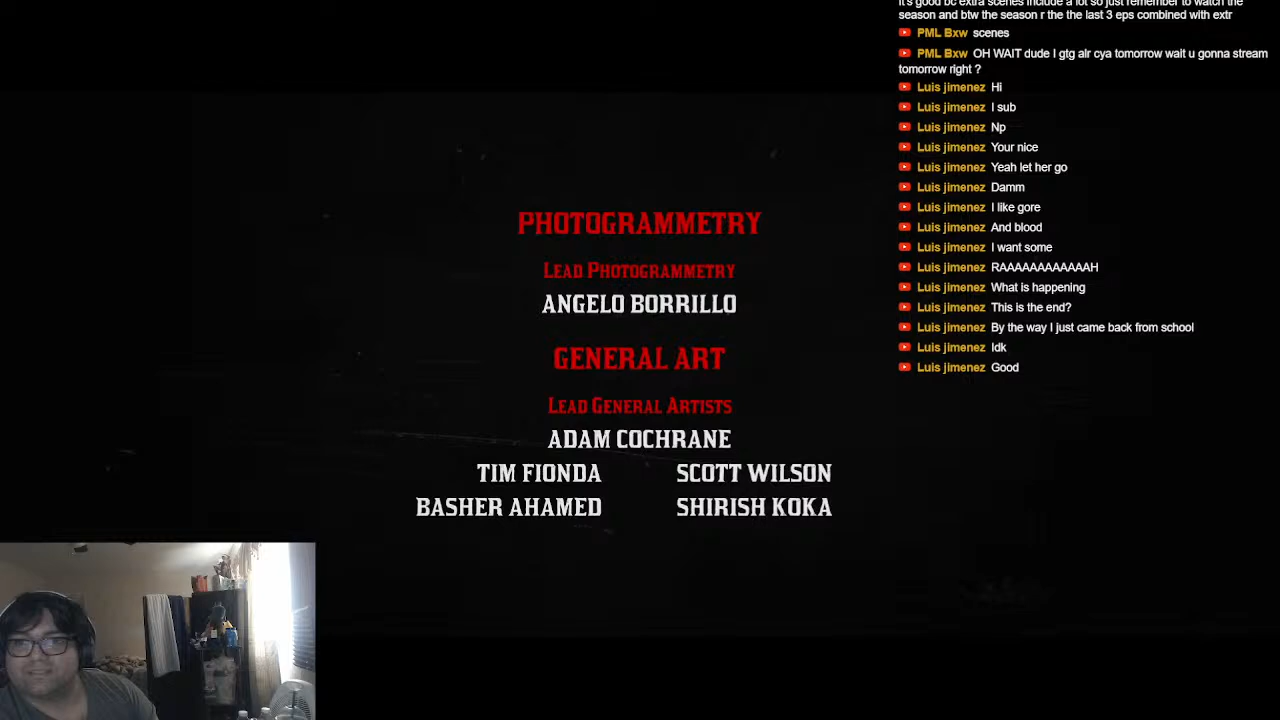 PHOTOGRAMMETRY
LEAD PHOTOGRAMMETRY
ANGELO BORRILLO
GENERAL ART
LEAD GENERAL ARTISTS
ADAM COCHRANE
TIM FIONDA SCOTT WILSON
BASHER AHAMED SHIRISH KOKA
it's good bc extra scenes include a lot so just remember to watch the
season and btw the season r the the last 3 eps combined with extr
PML Bxw scenes
PML Bxw OH WAIT dude I gtg alr cya tomorrow wait u gonna stream
tomorrow right ?
Luis jimenez Hi
Luis jimenez I sub
Luis jimenez Np
Luis jimenez Your nice
Luis jimenez Yeah let her go
Luis jimenez Damm
Luis jimenez I like gore
Luis jimenez And blood
Luis jimenez I want some
Luis jimenez RAAAAAAAAAAAAH
Luis jimenez What is happening
Luis jimenez This is the end?
Luis jimenez By the way I just came back from school
Luis jimenez Idk
Luis jimenez Good